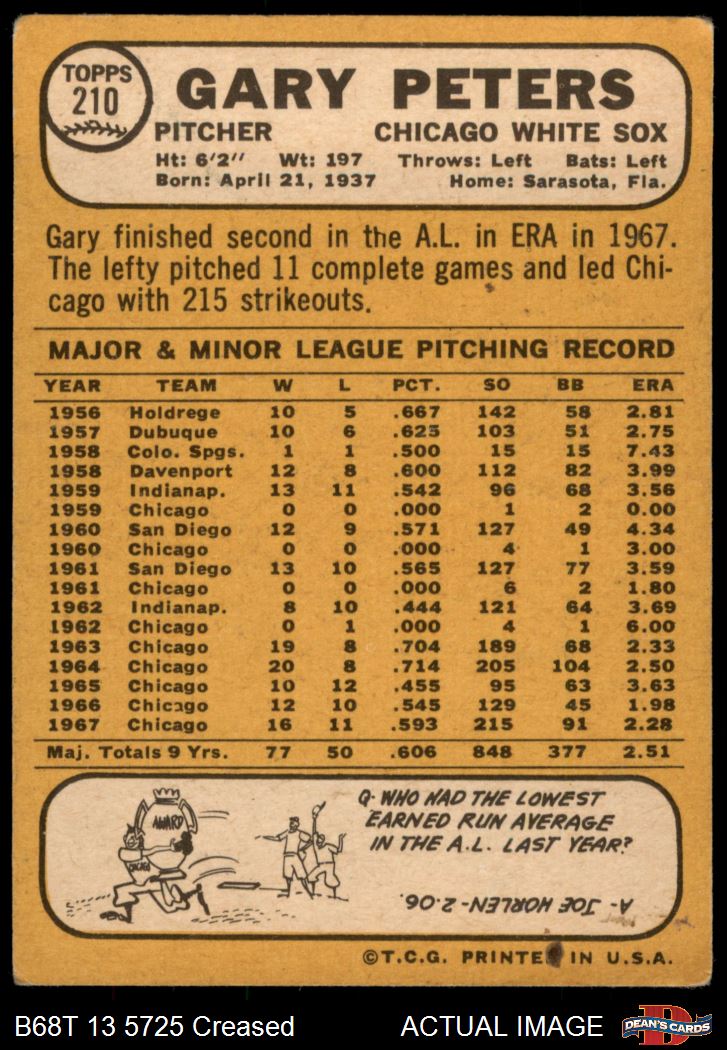 TOPPS
210
GARY PETERS
PITCHER CHICAGO WHITE SOX
Ht: 6'2" Wt: 197 Throws: Left Bats: Left
Born: April 21, 1937 Home: Sarasota, Fla.
Gary finished second in the A.L. in ERA in 1967.
The lefty pitched 11 complete games and led Chi-
cago with 215 strikeouts.
MAJOR & MINOR LEAGUE PITCHING RECORD
YEAR TEAM W L PCT. SO BB ERA
1956 Holdrege 10 5 .667 142 58 2.81
1957 Dubuque 10 6 .625 103 51 2.75
1958 Colo. Spgs. 1 1 .500 15 15 7.43
1958 Davenport 12 8 .600 112 82 3.99
1959 Indianap. 13 11 .542 96 68 3.56
1959 Chicago 0 0 .000 1 2 0.00
1960 San Diego 12 9 .571 127 49 4.34
1960 Chicago 0 0 .000 4 1 3.00
1961 San Diego 13 10 .565 127 77 3.59
1961 Chicago 0 0 .000 6 2 1.80
1962 Indianap. 8 10 .444 121 64 3.69
1962 Chicago 0 1 .000 4 1 6.00
1963 Chicago 19 8 .704 189 68 2.33
1964 Chicago 20 8 .714 205 104 2.50
1965 Chicago 10 12 .455 95 63 3.63
1966 Chicago 12 10 .545 129 45 1.98
1967 Chicago 16 11 .593 215 91 2.28
Maj. Totals 9 Yrs. 77 50 .606 848 377 2.51
AWARD
CHICAGO
Q- WHO HAD THE LOWEST
EARNED RUN AVERAGE
IN THE A.L. LAST YEAR?
A- JOE HORLEN-2.06.
©T.C.G. PRINTED IN U.S.A.
B68T 13 5725 Creased ACTUAL IMAGE
D
DEAN'S CARDS